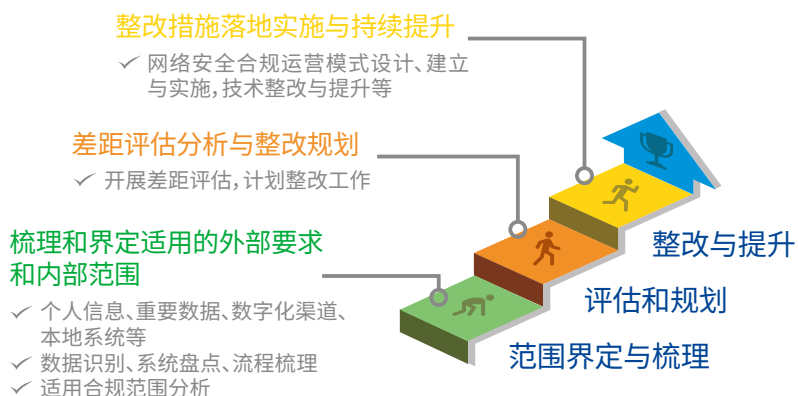 整改措施落地实施与持续提升
网络安全合规运营模式设计、建立
与实施，技术整改与提升等
差距评估分析与整改规划
开展差距评估，计划整改工作
梳理和界定适用的外部要求
和内部范围
个人信息、重要数据、数字化渠道、
本地系统等
数据识别、系统盘点、流程梳理
适用合规范围分析
整改与提升
评估和规划
范围界定与梳理